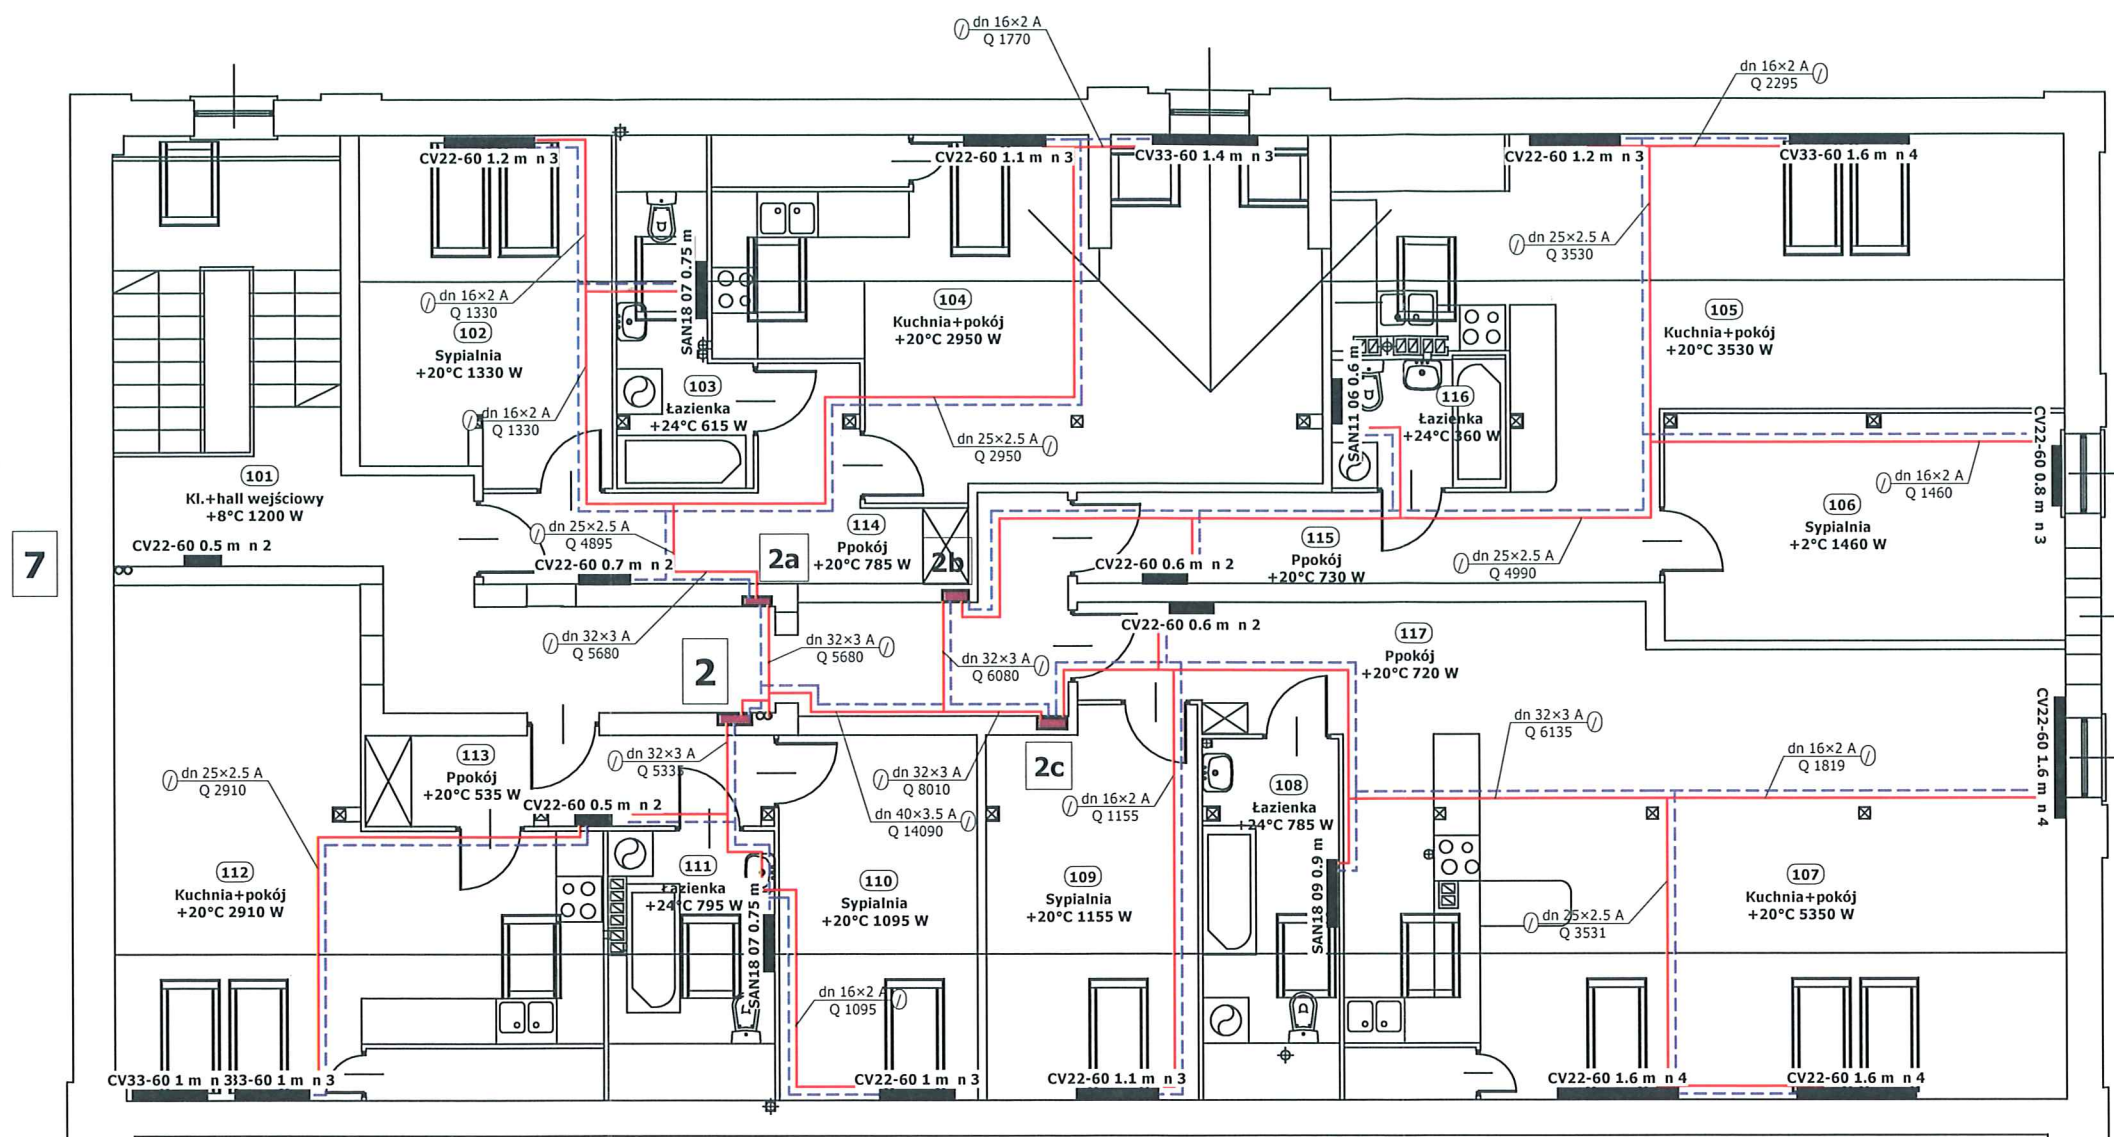 dn 16×2 A
Q 1770
dn 16×2 A
Q 2295
CV22-60 1.2 m n 3
CV22-60 1.1 m n 3
CV33-60 1.4 m n 3
CV22-60 1.2 m n 3
CV33-60 1.6 m n 4
SAN18 07 0.75 m
dn 25×2.5 A
Q 3530
dn 16×2 A
Q 1330
102
Sypialnia
+20°C 1330 W
104
Kuchnia+pokój
+20°C 2950 W
105
Kuchnia+pokój
+20°C 3530 W
103
Łazienka
+24°C 615 W
SAN11 06 0.6 m
116
Łazienka
+24°C 360 W
dn 16×2 A
Q 1330
dn 25×2.5 A
Q 2950
CV22-60 0.8 m n 3
101
Kl.+hall wejściowy
+8°C 1200 W
dn 16×2 A
Q 1460
106
Sypialnia
+2°C 1460 W
CV22-60 0.5 m n 2
7
dn 25×2.5 A
Q 4895
CV22-60 0.7 m n 2
2a
114
Ppokój
+20°C 785 W
2b
CV22-60 0.6 m n 2
115
Ppokój
+20°C 730 W
dn 25×2.5 A
Q 4990
dn 32×3 A
Q 5680
2
dn 32×3 A
Q 5680
dn 32×3 A
Q 6080
CV22-60 0.6 m n 2
117
Ppokój
+20°C 720 W
CV22-60 1.6 m n 4
dn 32×3 A
Q 6135
dn 16×2 A
Q 1819
dn 25×2.5 A
Q 2910
113
Ppokój
+20°C 535 W
dn 32×3 A
Q 5335
CV22-60 0.5 m n 2
dn 32×3 A
Q 8010
dn 40×3.5 A
Q 14090
2c
dn 16×2 A
Q 1155
108
Łazienka
+24°C 785 W
SAN18 09 0.9 m
112
Kuchnia+pokój
+20°C 2910 W
111
Łazienka
+24°C 795 W
SAN18 07 0.75 m
110
Sypialnia
+20°C 1095 W
109
Sypialnia
+20°C 1155 W
107
Kuchnia+pokój
+20°C 5350 W
dn 25×2.5 A
Q 3531
dn 16×2 A
Q 1095
CV33-60 1 m n 3
33-60 1 m n 3
CV22-60 1 m n 3
CV22-60 1.1 m n 3
CV22-60 1.6 m n 4
CV22-60 1.6 m n 4